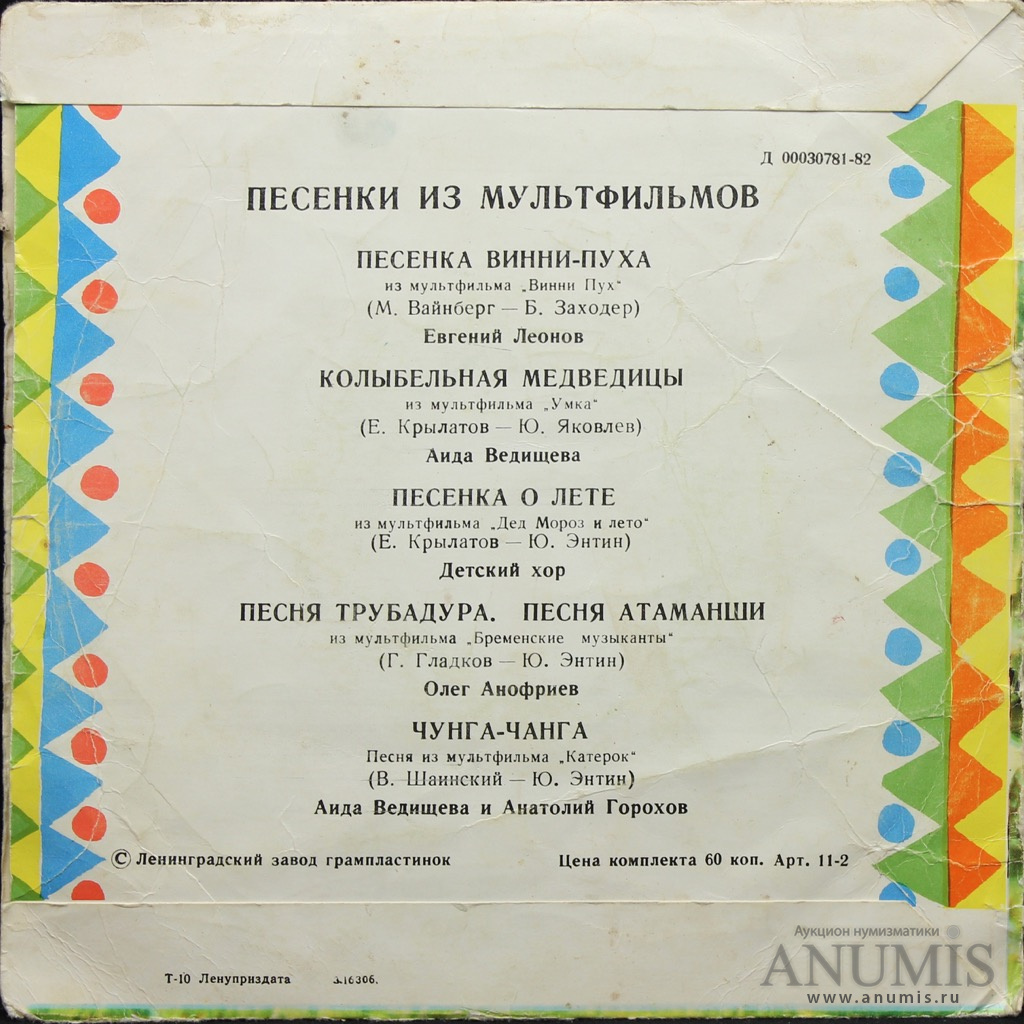 Д 00030781-82
ПЕСЕНКИ ИЗ МУЛЬТФИЛЬМОВ
ПЕСЕНКА ВИННИ-ПУХА
из мультфильма „Винни Пух“
(М. Вайнберг — Б. Заходер)
Евгений Леонов
КОЛЫБЕЛЬНАЯ МЕДВЕДИЦЫ
из мультфильма „Умка“
(Е. Крылатов — Ю. Яковлев)
Аида Ведищева
ПЕСЕНКА О ЛЕТЕ
из мультфильма „Дед Мороз и лето“
(Е. Крылатов — Ю. Энтин)
Детский хор
ПЕСНЯ ТРУБАДУРА. ПЕСНЯ АТАМАНШИ
из мультфильма „Бременские музыканты“
(Г. Гладков — Ю. Энтин)
Олег Анофриев
ЧУНГА-ЧАНГА
Песня из мультфильма „Катерок“
(В. Шаинский — Ю. Энтин)
Аида Ведищева и Анатолий Горохов
© Ленинградский завод грампластинок Цена комплекта 60 коп. Арт. 11-2
Т-10 Лениздата З.16306.
Аукцион нумизматики
ANUMIS
www.anumis.ru